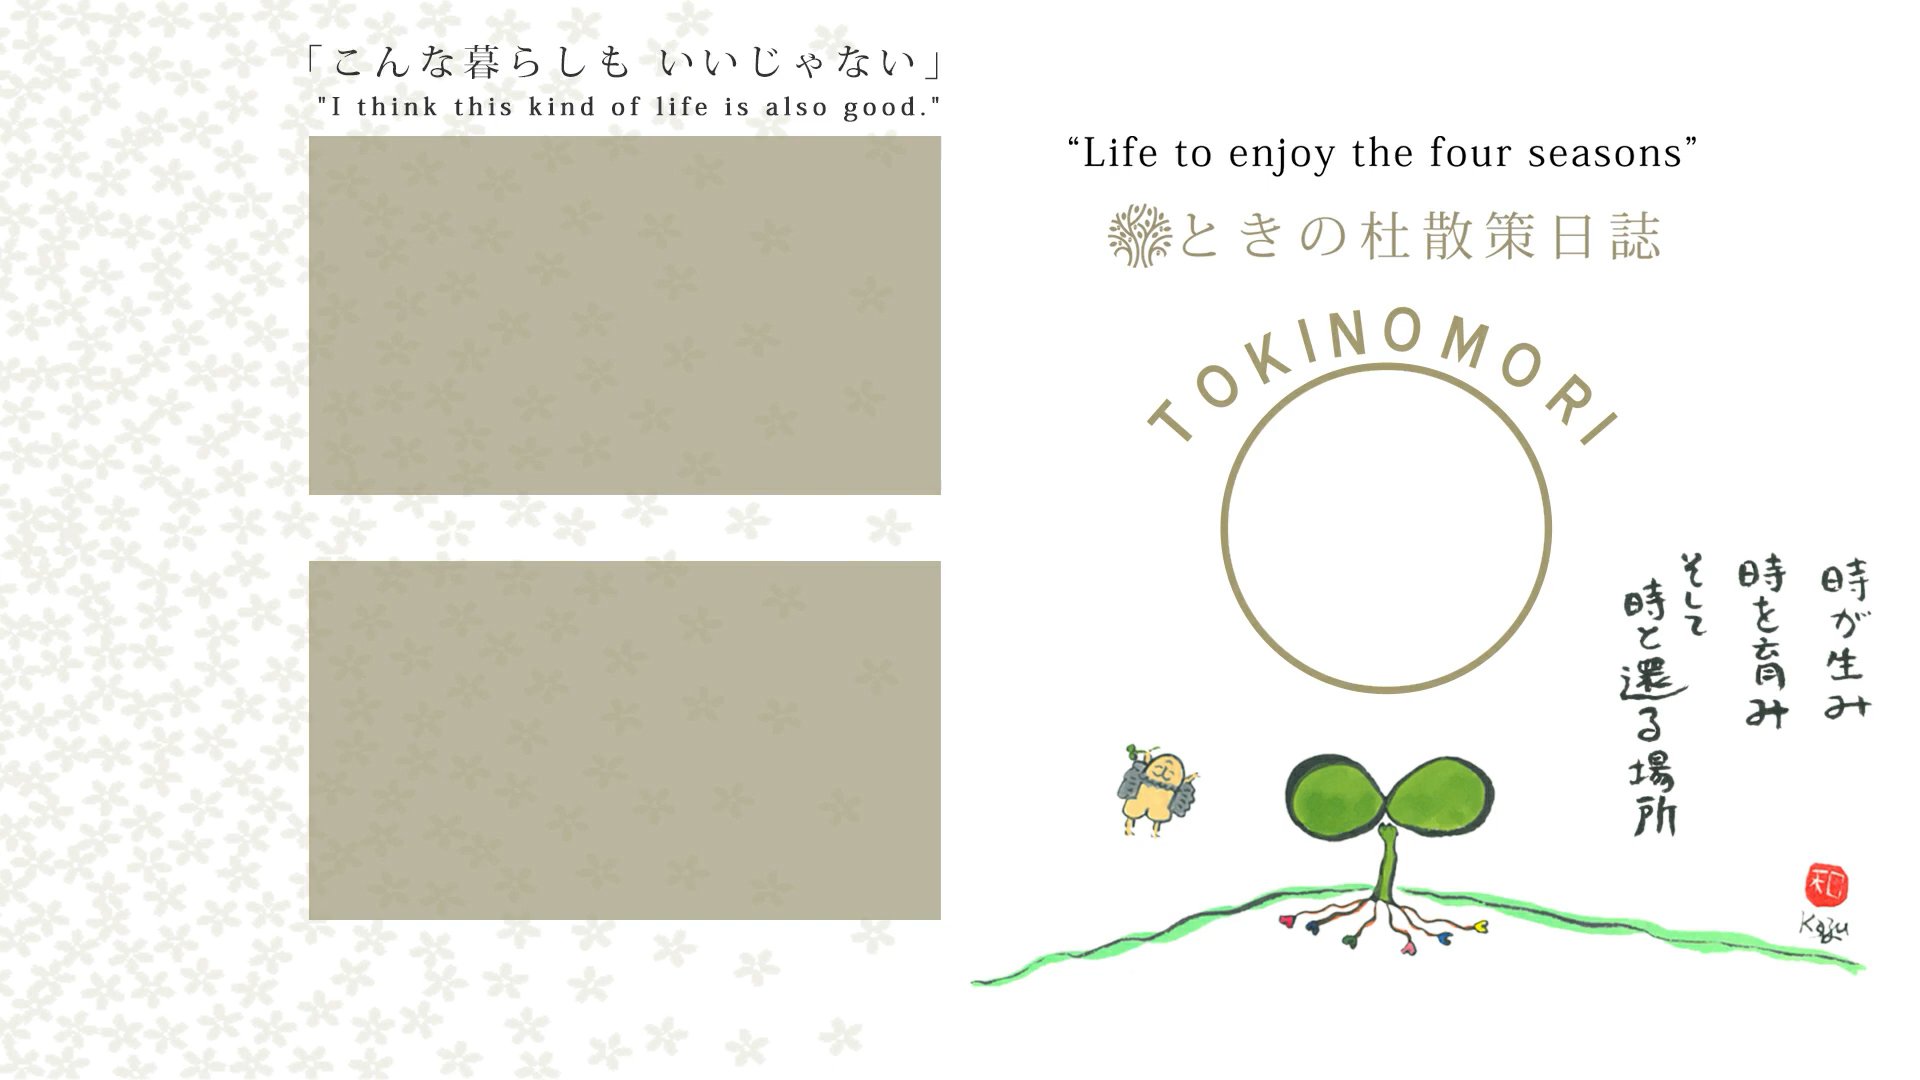 「こんな暮らしも いいじゃない」
"I think this kind of life is also good."
“Life to enjoy the four seasons”
ときの杜散策日誌
TOKINOMORI
時が生み
時を育み
そして
時と還る場所
和
Kazu